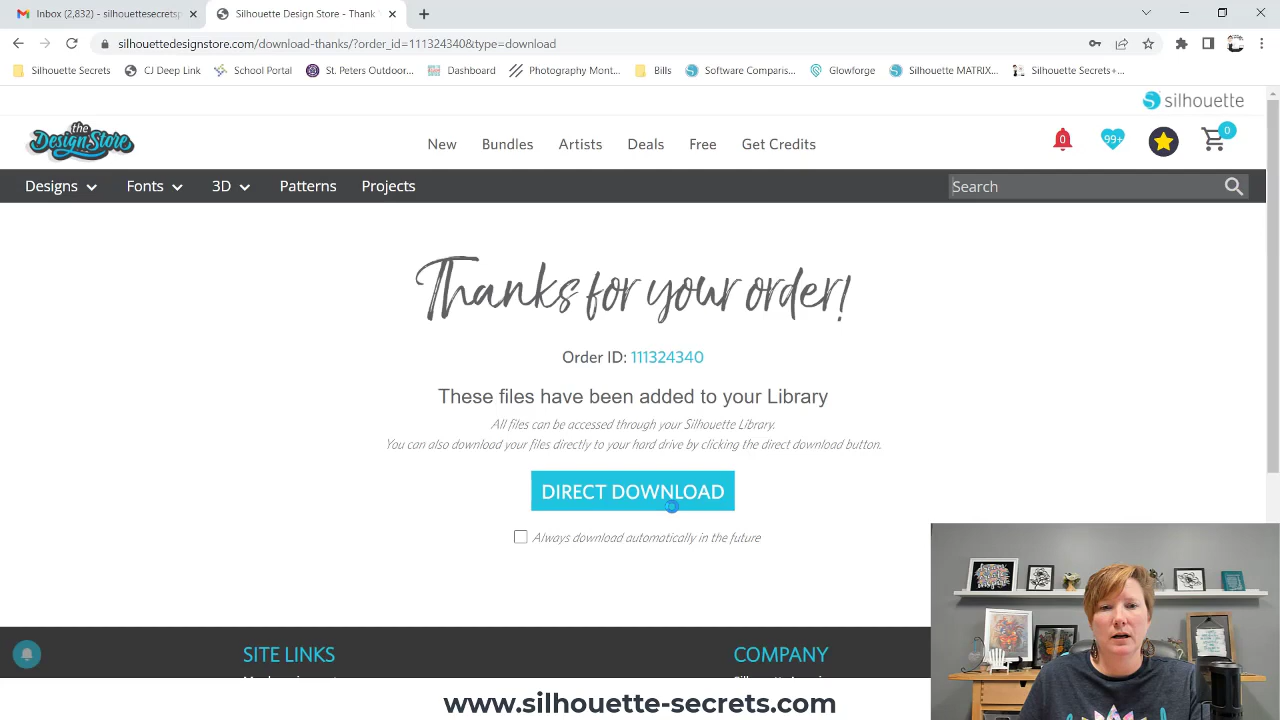 Inbox (2,832) - silhouettesp
Silhouette Design Store - Thank
silhouettedesignstore.com/download-thanks/?order_id=111324340&type=download
Silhouette Secrets
CJ Deep Link
School Portal
St. Peters Outdoor...
Dashboard
Photography Mont...
Bills
Software Comparis...
Glowforge
Silhouette MATRIX...
Silhouette Secrets+...
silhouette
the
Design Store
New
Bundles
Artists
Deals
Free
Get Credits
0
99+
0
Designs
Fonts
3D
Patterns
Projects
Search
Thanks for your order!
Order ID: 111324340
These files have been added to your Library
All files can be accessed through your Silhouette Library.
You can also download your files directly to your hard drive by clicking the direct download button.
DIRECT DOWNLOAD
Always download automatically in the future
SITE LINKS
COMPANY
www.silhouette-secrets.com